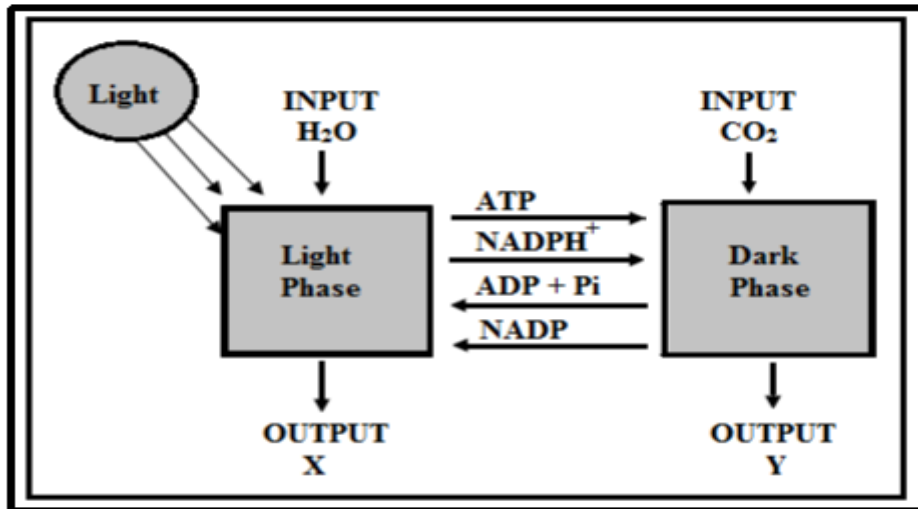 Light
INPUT
H₂O
INPUT
CO₂
ATP
NADPH⁺
ADP + Pi
NADP
Light
Phase
Dark
Phase
OUTPUT
X
OUTPUT
Y